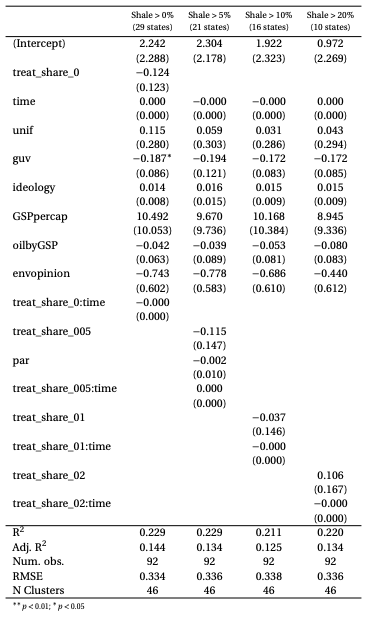 Shale > 0% Shale > 5% Shale > 10% Shale > 20%
(29 states) (21 states) (16 states) (10 states)
(Intercept) 2.242 2.304 1.922 0.972
(2.288) (2.178) (2.323) (2.269)
treat_share_0 −0.124
(0.123)
time 0.000 −0.000 −0.000 0.000
(0.000) (0.000) (0.000) (0.000)
unif 0.115 0.059 0.031 0.043
(0.280) (0.303) (0.286) (0.294)
guv −0.187* −0.194 −0.172 −0.172
(0.086) (0.121) (0.083) (0.085)
ideology 0.014 0.016 0.015 0.015
(0.008) (0.015) (0.009) (0.009)
GSPpercap 10.492 9.670 10.168 8.945
(10.053) (9.736) (10.384) (9.336)
oilbyGSP −0.042 −0.039 −0.053 −0.080
(0.063) (0.089) (0.081) (0.083)
envopinion −0.743 −0.778 −0.686 −0.440
(0.602) (0.583) (0.610) (0.612)
treat_share_0:time −0.000
(0.000)
treat_share_005 −0.115
(0.147)
par −0.002
(0.010)
treat_share_005:time 0.000
(0.000)
treat_share_01 −0.037
(0.146)
treat_share_01:time −0.000
(0.000)
treat_share_02 0.106
(0.167)
treat_share_02:time −0.000
(0.000)
R² 0.229 0.229 0.211 0.220
Adj. R² 0.144 0.134 0.125 0.134
Num. obs. 92 92 92 92
RMSE 0.334 0.336 0.338 0.336
N Clusters 46 46 46 46
** p < 0.01; * p < 0.05